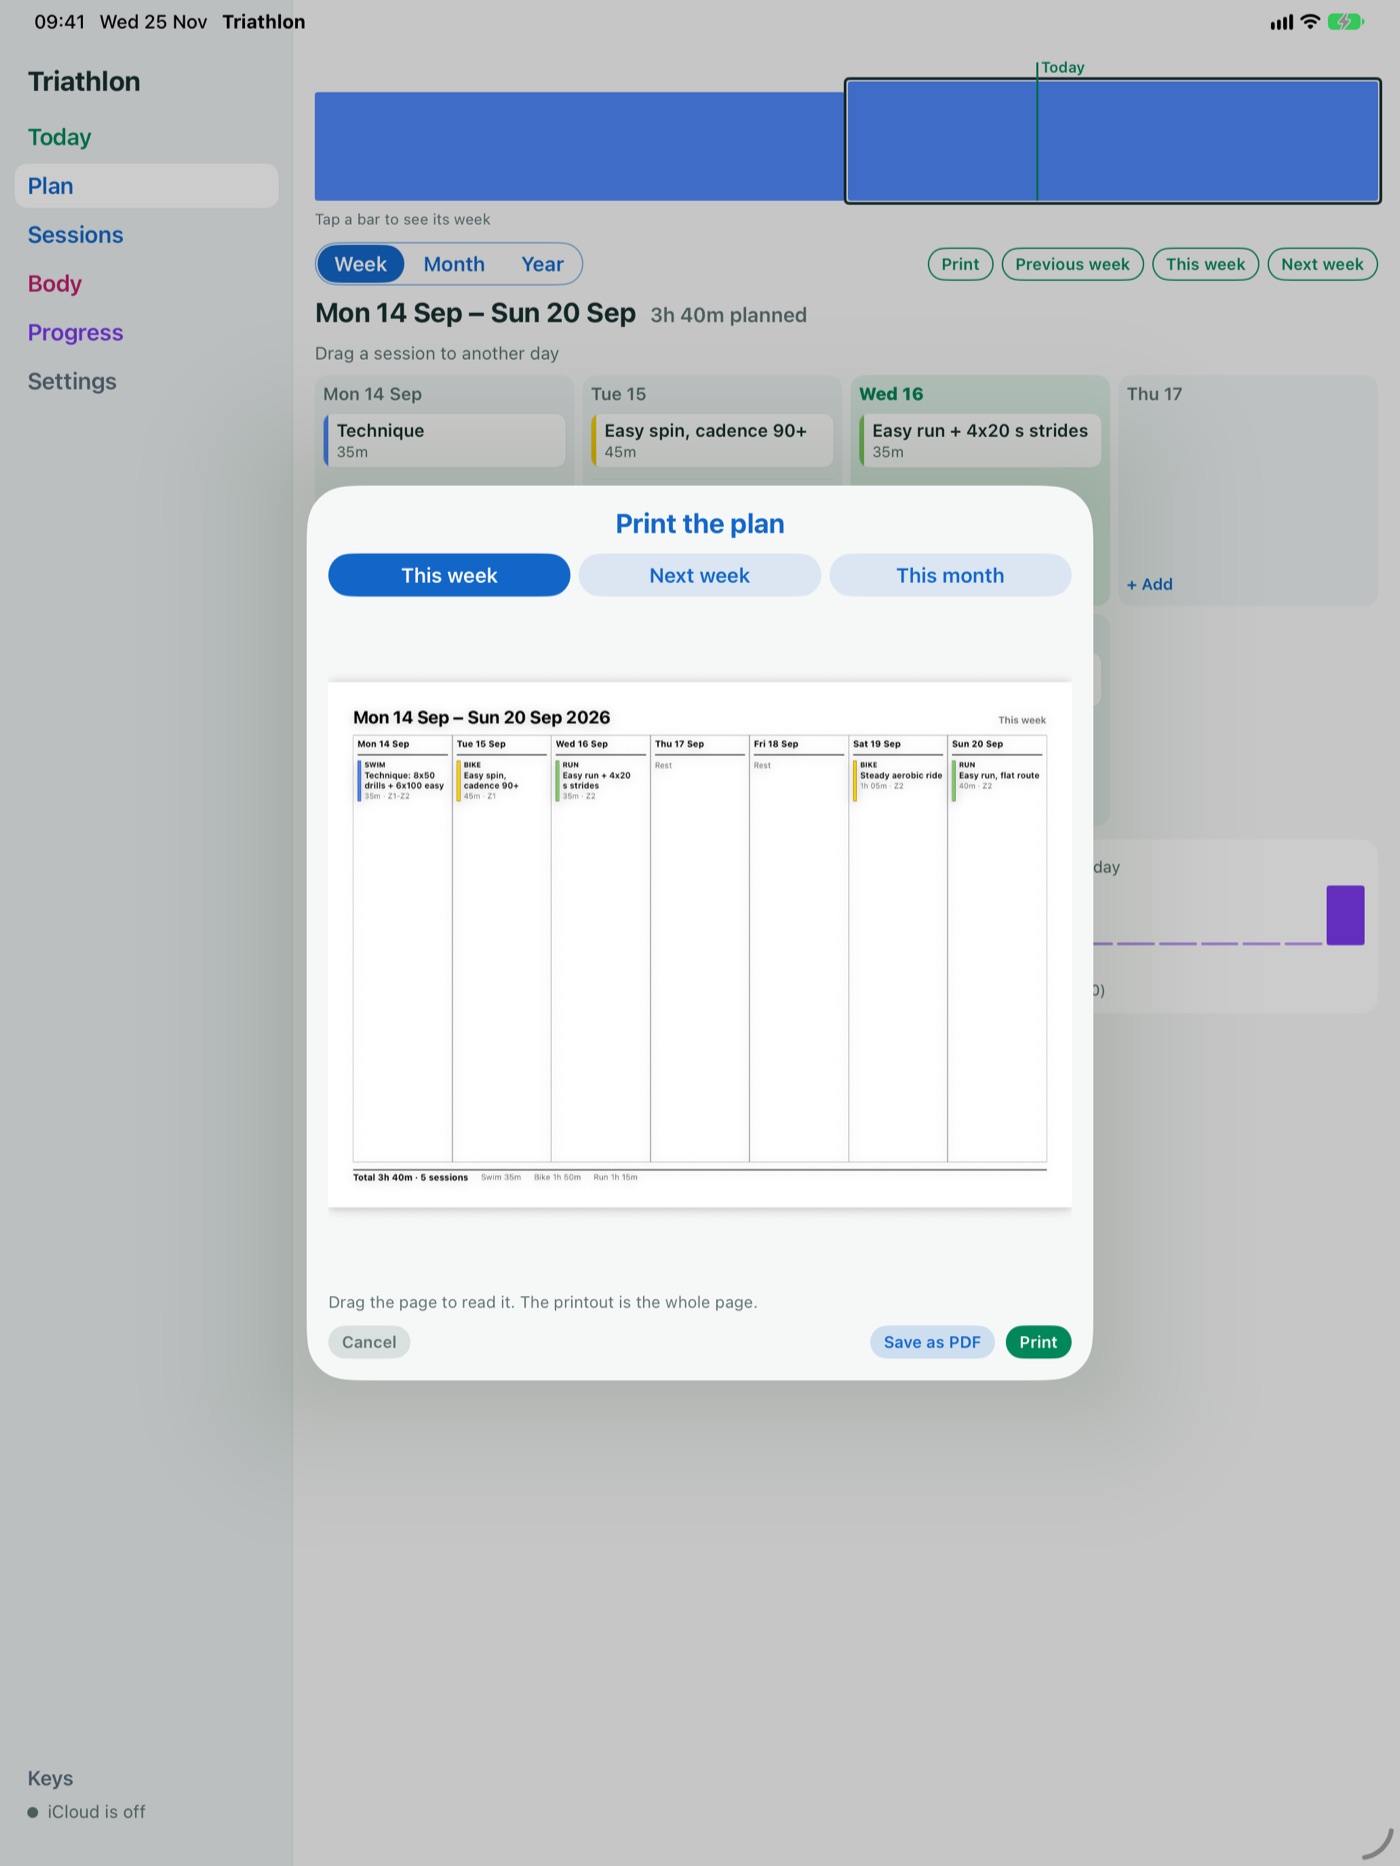 09:41 Wed 25 Nov Triathlon
Triathlon
Today
Plan
Sessions
Body
Progress
Settings
Today
Tap a bar to see its week
Week Month Year
Print Previous week This week Next week
Mon 14 Sep – Sun 20 Sep 3h 40m planned
Drag a session to another day
Mon 14 Sep
Technique
35m
Tue 15
Easy spin, cadence 90+
45m
Wed 16
Easy run + 4x20 s strides
35m
Thu 17
+ Add
Print the plan
This week Next week This month
Mon 14 Sep – Sun 20 Sep 2026
This week
Mon 14 Sep
SWIM
Technique: 8x50
drills + 6x100 easy
35m · Z1-Z2
Tue 15 Sep
BIKE
Easy spin,
cadence 90+
45m · Z1
Wed 16 Sep
RUN
Easy run + 4x20
s strides
35m · Z2
Thu 17 Sep
Rest
Fri 18 Sep
Rest
Sat 19 Sep
BIKE
Steady aerobic ride
1h 05m · Z2
Sun 20 Sep
RUN
Easy run, flat route
40m · Z2
Total 3h 40m · 5 sessions Swim 35m Bike 1h 50m Run 1h 15m
day
0)
Drag the page to read it. The printout is the whole page.
Cancel Save as PDF Print
Keys
iCloud is off